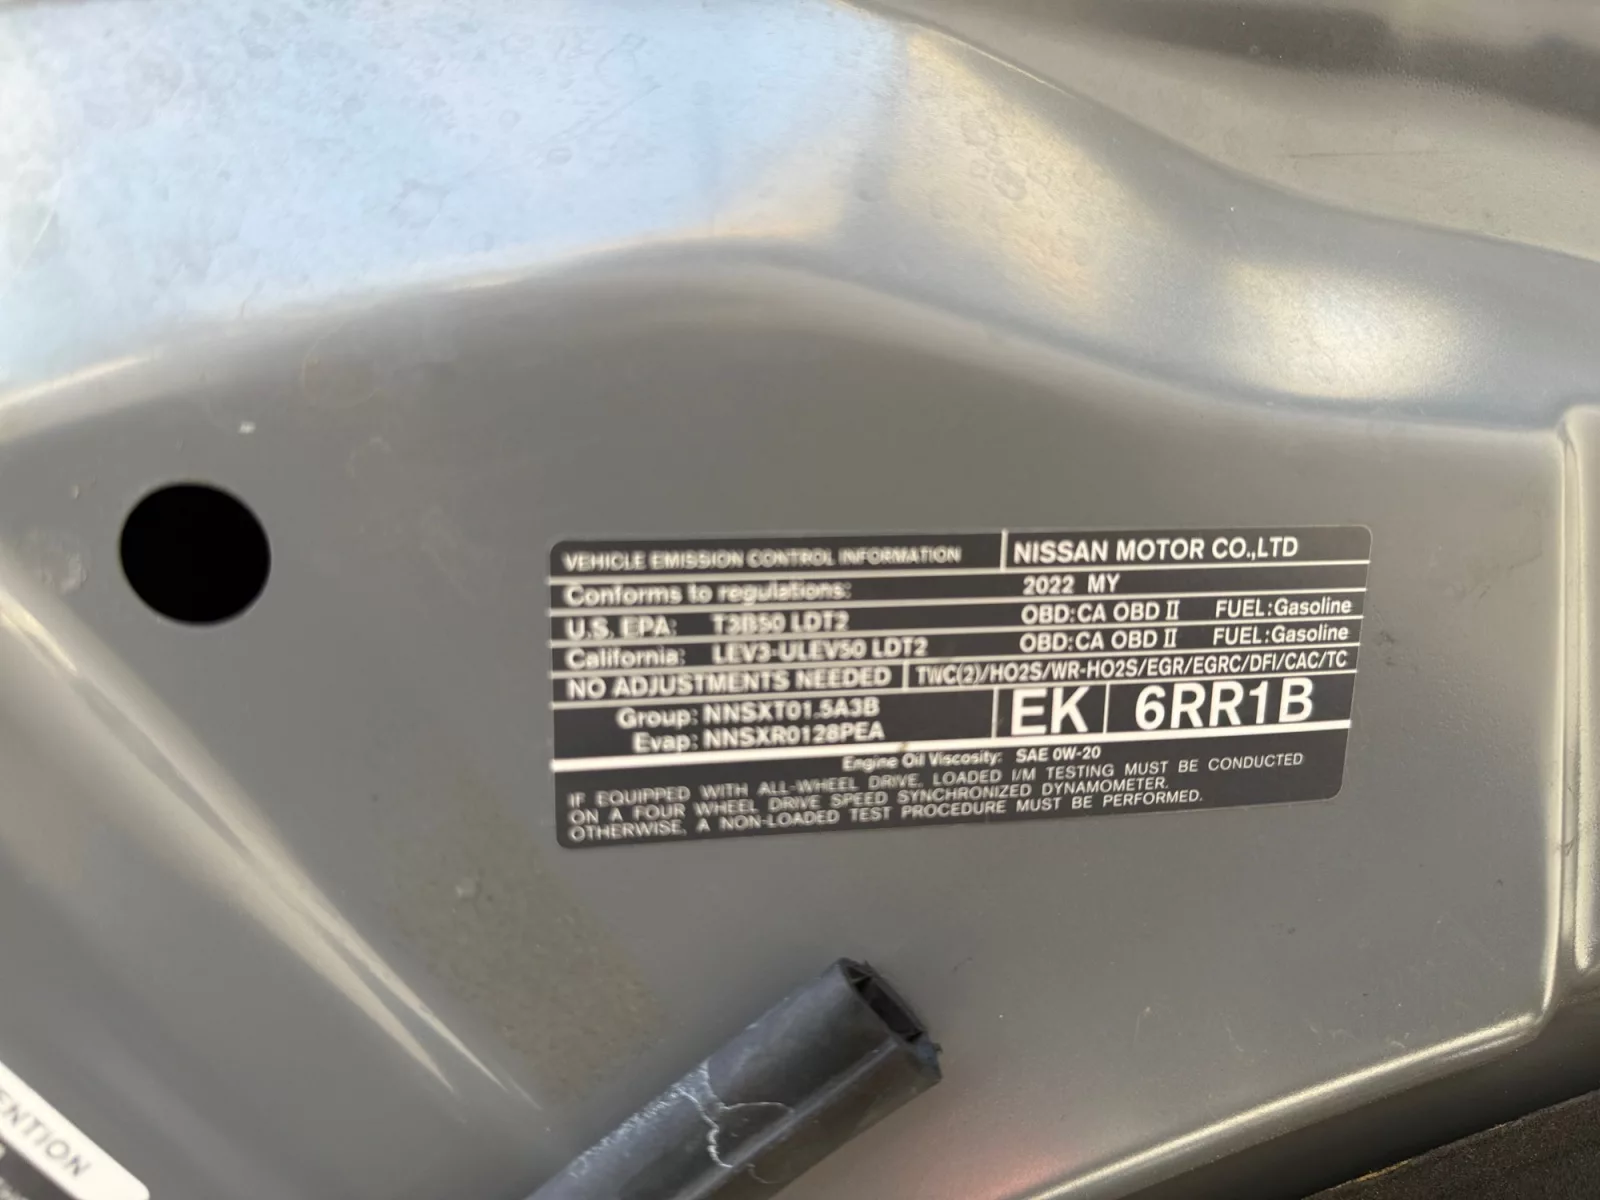 VEHICLE EMISSION CONTROL INFORMATION NISSAN MOTOR CO.,LTD
Conforms to regulations: 2022 MY
U.S. EPA: T3B50 LDT2 OBD:CA OBD II FUEL:Gasoline
California: LEV3-ULEV50 LDT2 OBD:CA OBD II FUEL:Gasoline
NO ADJUSTMENTS NEEDED TWC(2)/HO2S/WR-HO2S/EGR/EGRC/DFI/CAC/TC
Group: NNSXT01.5A3B EK 6RR1B
Evap: NNSXR0128PEA
Engine Oil Viscosity: SAE 0W-20
IF EQUIPPED WITH ALL-WHEEL DRIVE, LOADED I/M TESTING MUST BE CONDUCTED
ON A FOUR WHEEL DRIVE SPEED SYNCHRONIZED DYNAMOMETER.
OTHERWISE, A NON-LOADED TEST PROCEDURE MUST BE PERFORMED.
ENTION